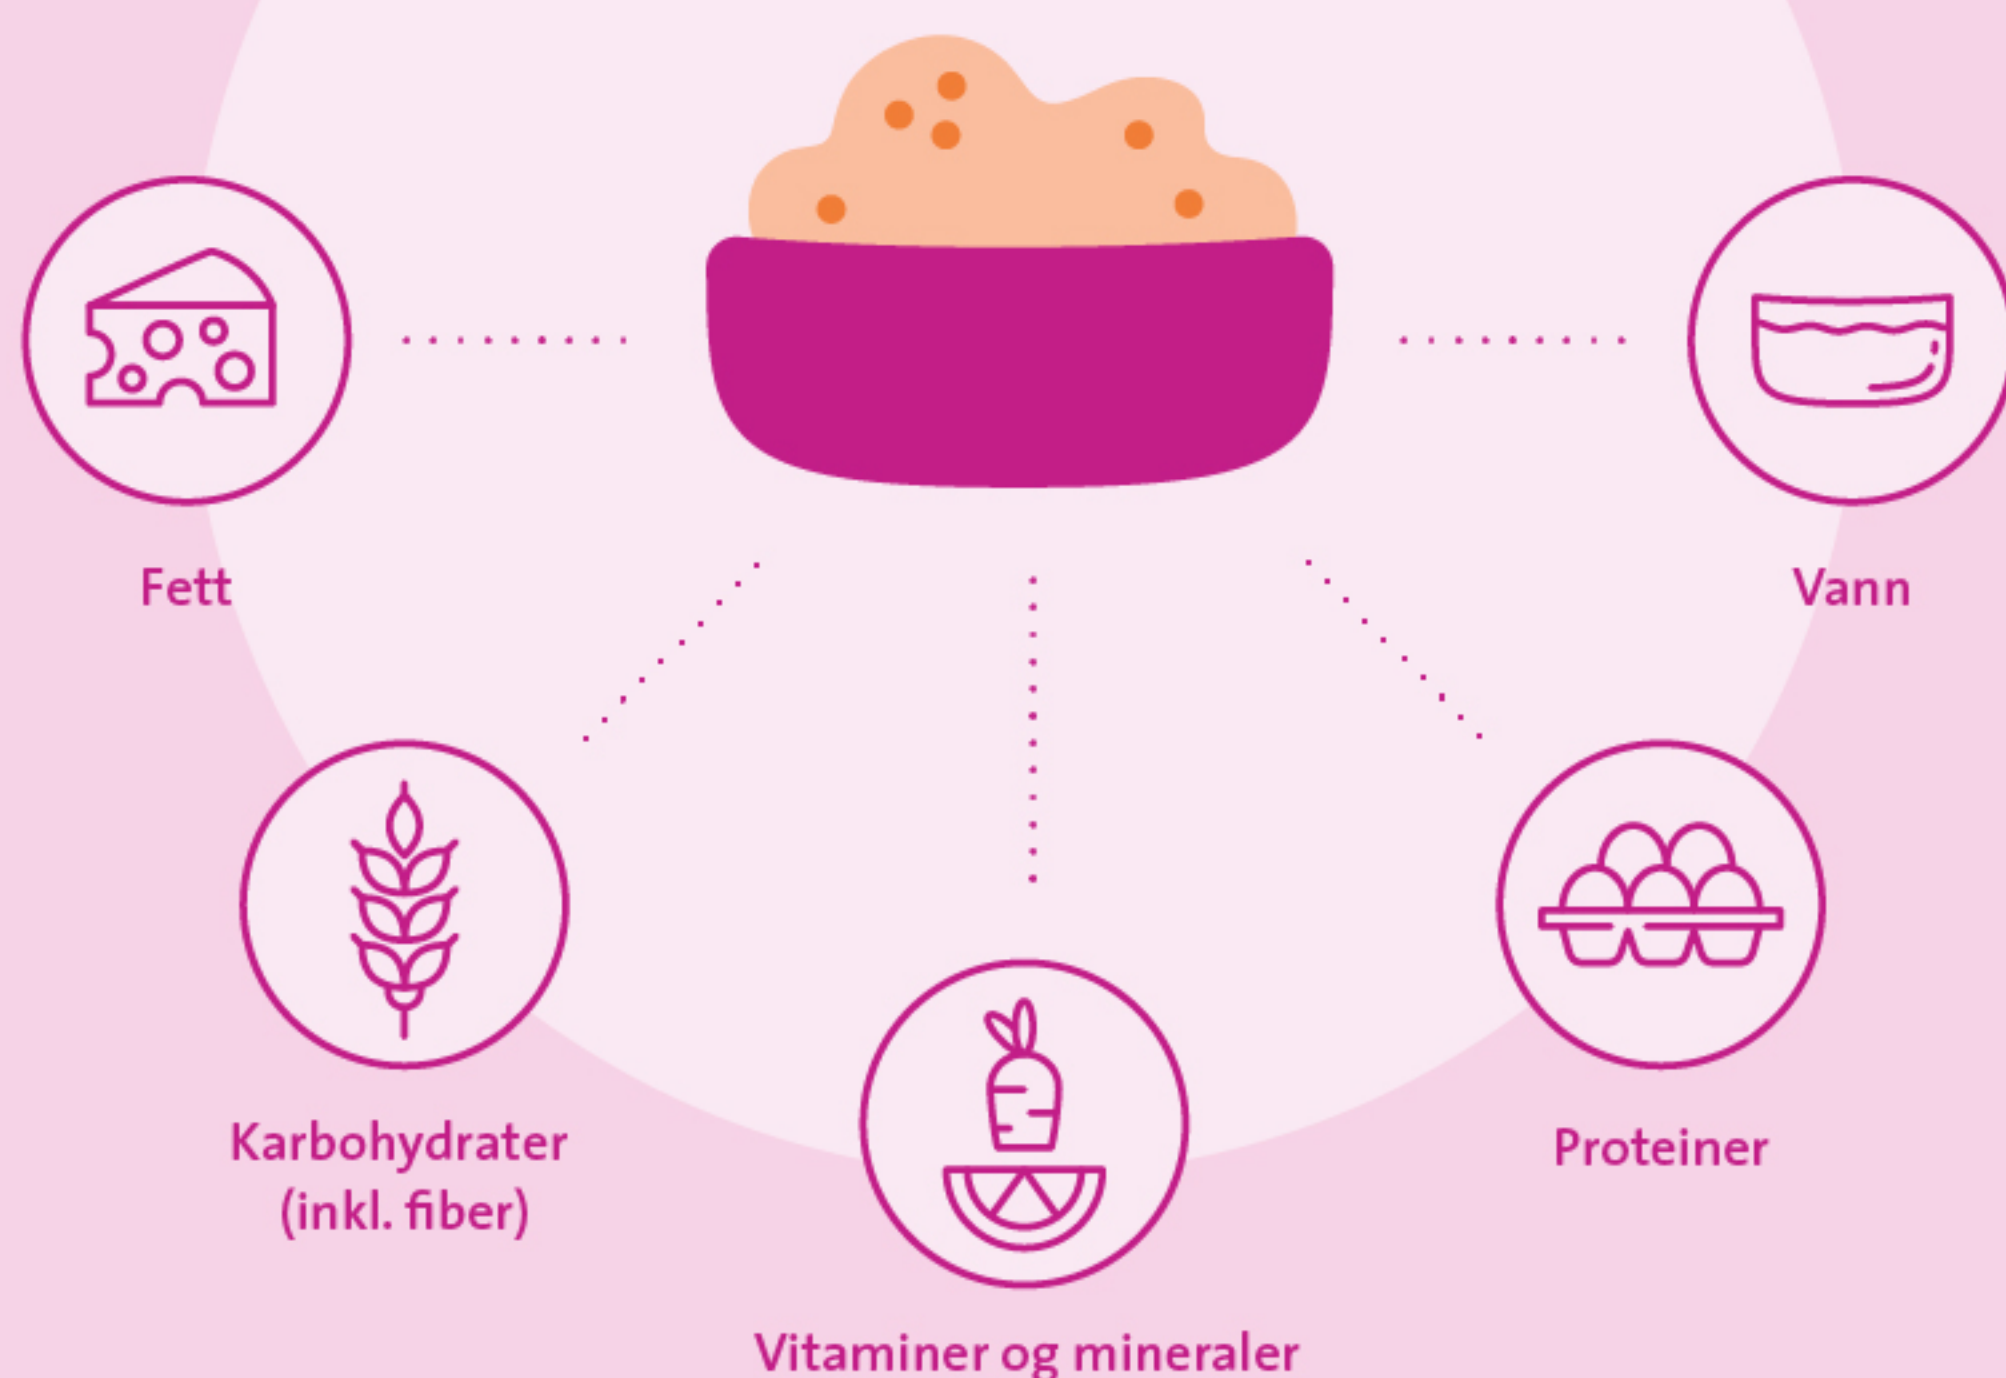 Fett
Vann
Karbohydrater
(inkl. fiber)
Proteiner
Vitaminer og mineraler